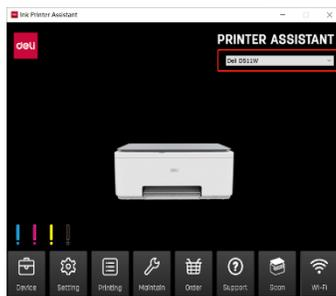 Ink Printer Assistant
deli
PRINTER ASSISTANT
Deli D511W
Device
Setting
Printing
Maintain
Order
Support
Scan
Wi-Fi